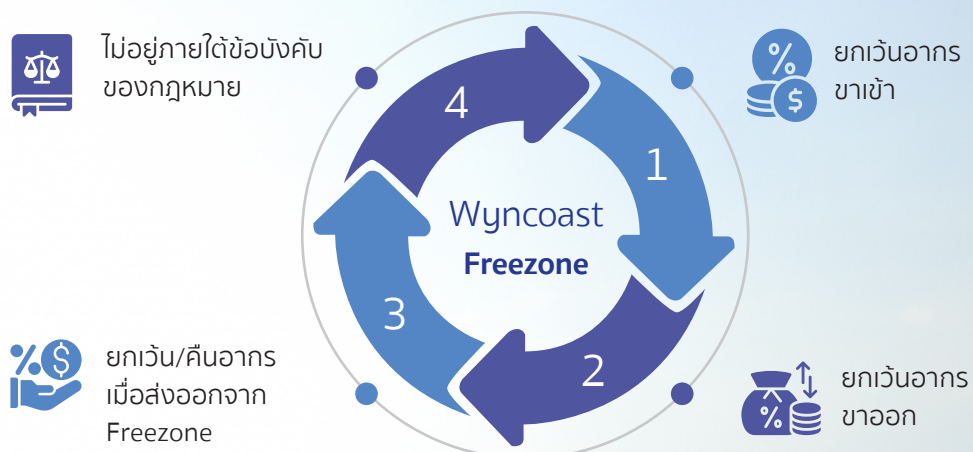 ไม่อยู่ภายใต้ข้อบังคับ
ของกฎหมาย
ยกเว้นอากร
ขาเข้า
4
1
Wyncoast
Freezone
3
2
ยกเว้น/คืนอากร
เมื่อส่งออกจาก
Freezone
ยกเว้นอากร
ขาออก